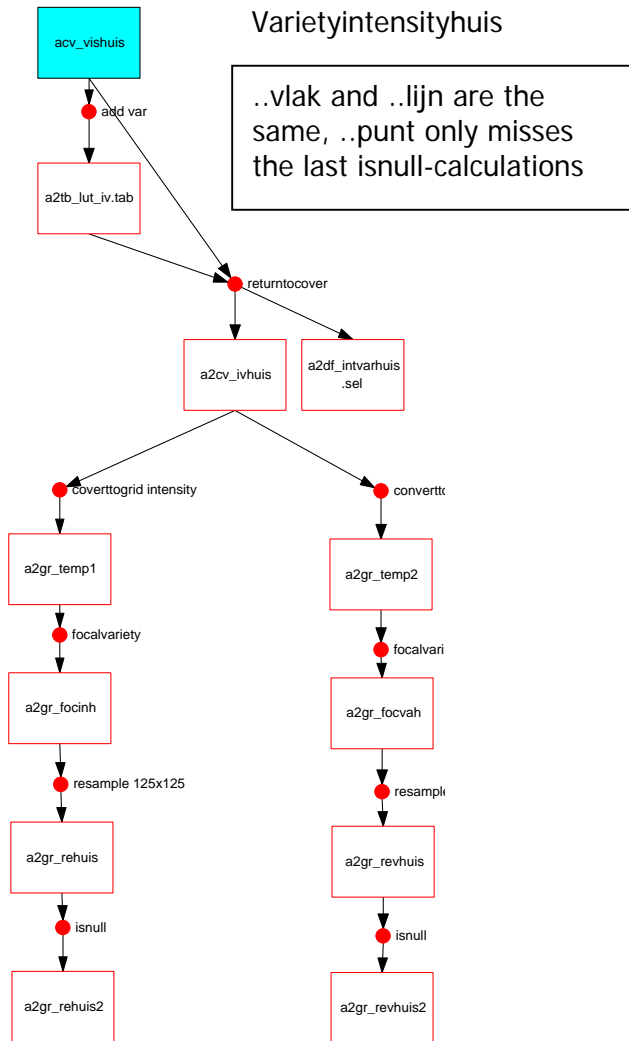 Varietyintensityhuis
acv_vishuis
..vlak and ..lijn are the
same, ..punt only misses
the last isnull-calculations
add var
a2tb_lut_iv.tab
returntocover
a2cv_ivhuis
a2df_intvarhuis
.sel
coverttogrid intensity
a2gr_temp1
a2gr_temp2
focalvariety
focalvari
a2gr_focinh
a2gr_focvah
resample 125x125
resample
a2gr_rehuis
a2gr_revhuis
isnull
isnull
a2gr_rehuis2
a2gr_revhuis2